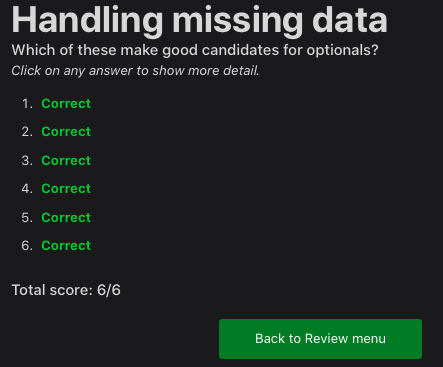 Handling missing data
Which of these make good candidates for optionals?
Click on any answer to show more detail.
1. Correct
2. Correct
3. Correct
4. Correct
5. Correct
6. Correct
Total score: 6/6
Back to Review menu